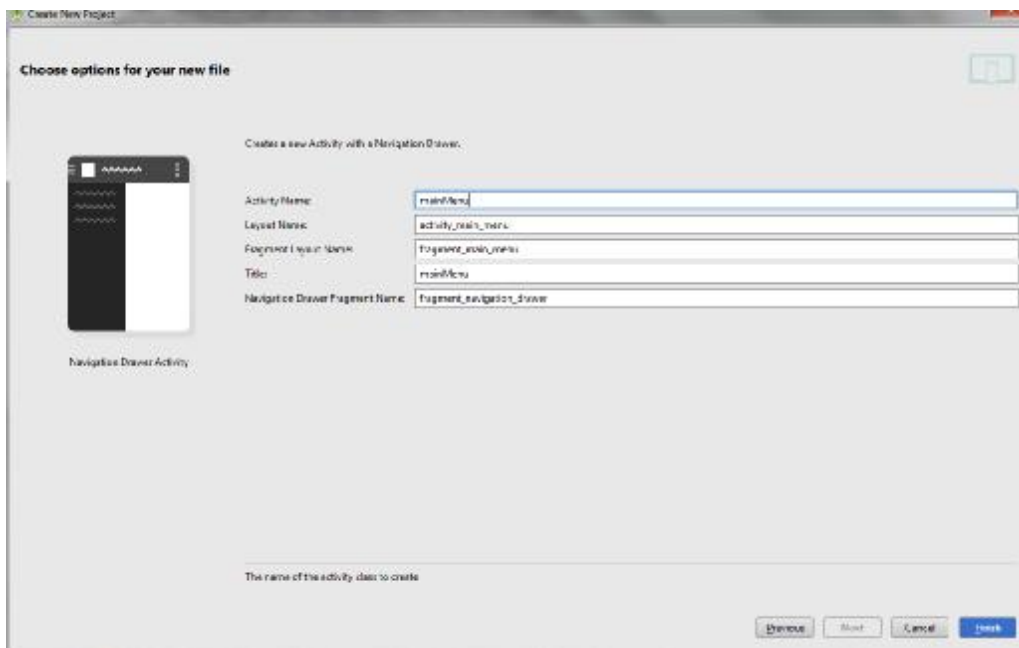 Create New Project
Choose options for your new file
Creates a new Activity with a Navigation Drawer.
Activity Name: mainMenu
Layout Name: activity_main_menu
Fragment Layout Name: fragment_main_menu
Title: mainMenu
Navigation Drawer Fragment Name: fragment_navigation_drawer
Navigation Drawer Activity
The name of the activity class to create
Previous Next Cancel Finish